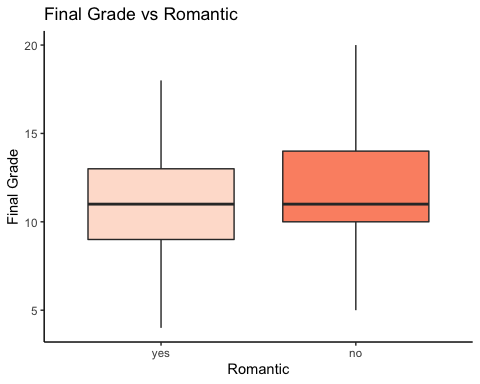 Final Grade vs Romantic
20
15
10
5
Final Grade
yes
no
Romantic